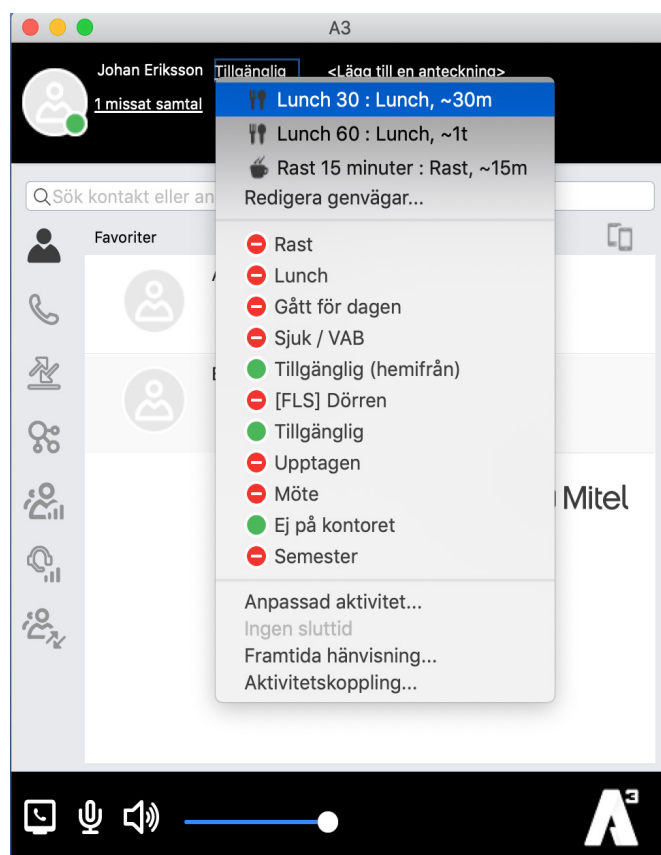 A3
Johan Eriksson Tillgänglig <Lägg till en anteckning>
1 missat samtal
Lunch 30 : Lunch, ~30m
Lunch 60 : Lunch, ~1t
Rast 15 minuter : Rast, ~15m
Redigera genvägar...
Sök kontakt eller an
Favoriter
Rast
Lunch
Gått för dagen
Sjuk / VAB
Tillgänglig (hemifrån)
[FLS] Dörren
Tillgänglig
Upptagen
Möte
Ej på kontoret
Semester
Mitel
Anpassad aktivitet...
Ingen sluttid
Framtida hänvisning...
Aktivitetskoppling...
A3